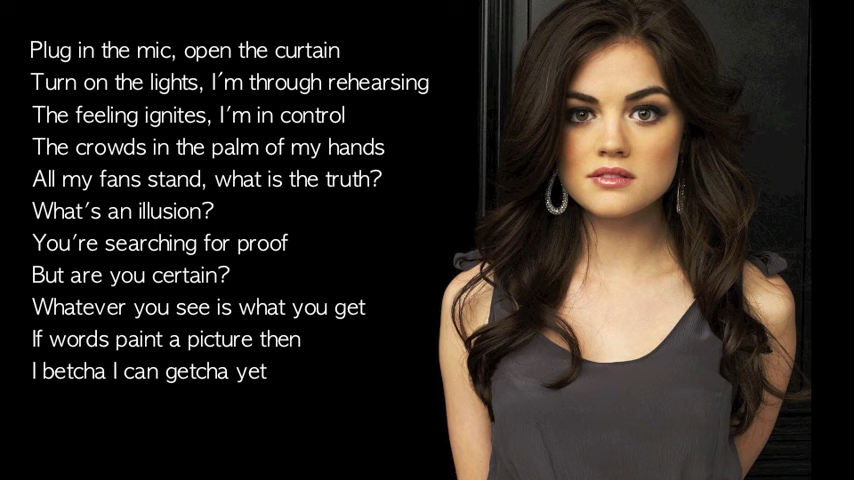 Plug in the mic, open the curtain
Turn on the lights, I´m through rehearsing
The feeling ignites, I'm in control
The crowds in the palm of my hands
All my fans stand, what is the truth?
What's an illusion?
You're searching for proof
But are you certain?
Whatever you see is what you get
If words paint a picture then
I betcha I can getcha yet